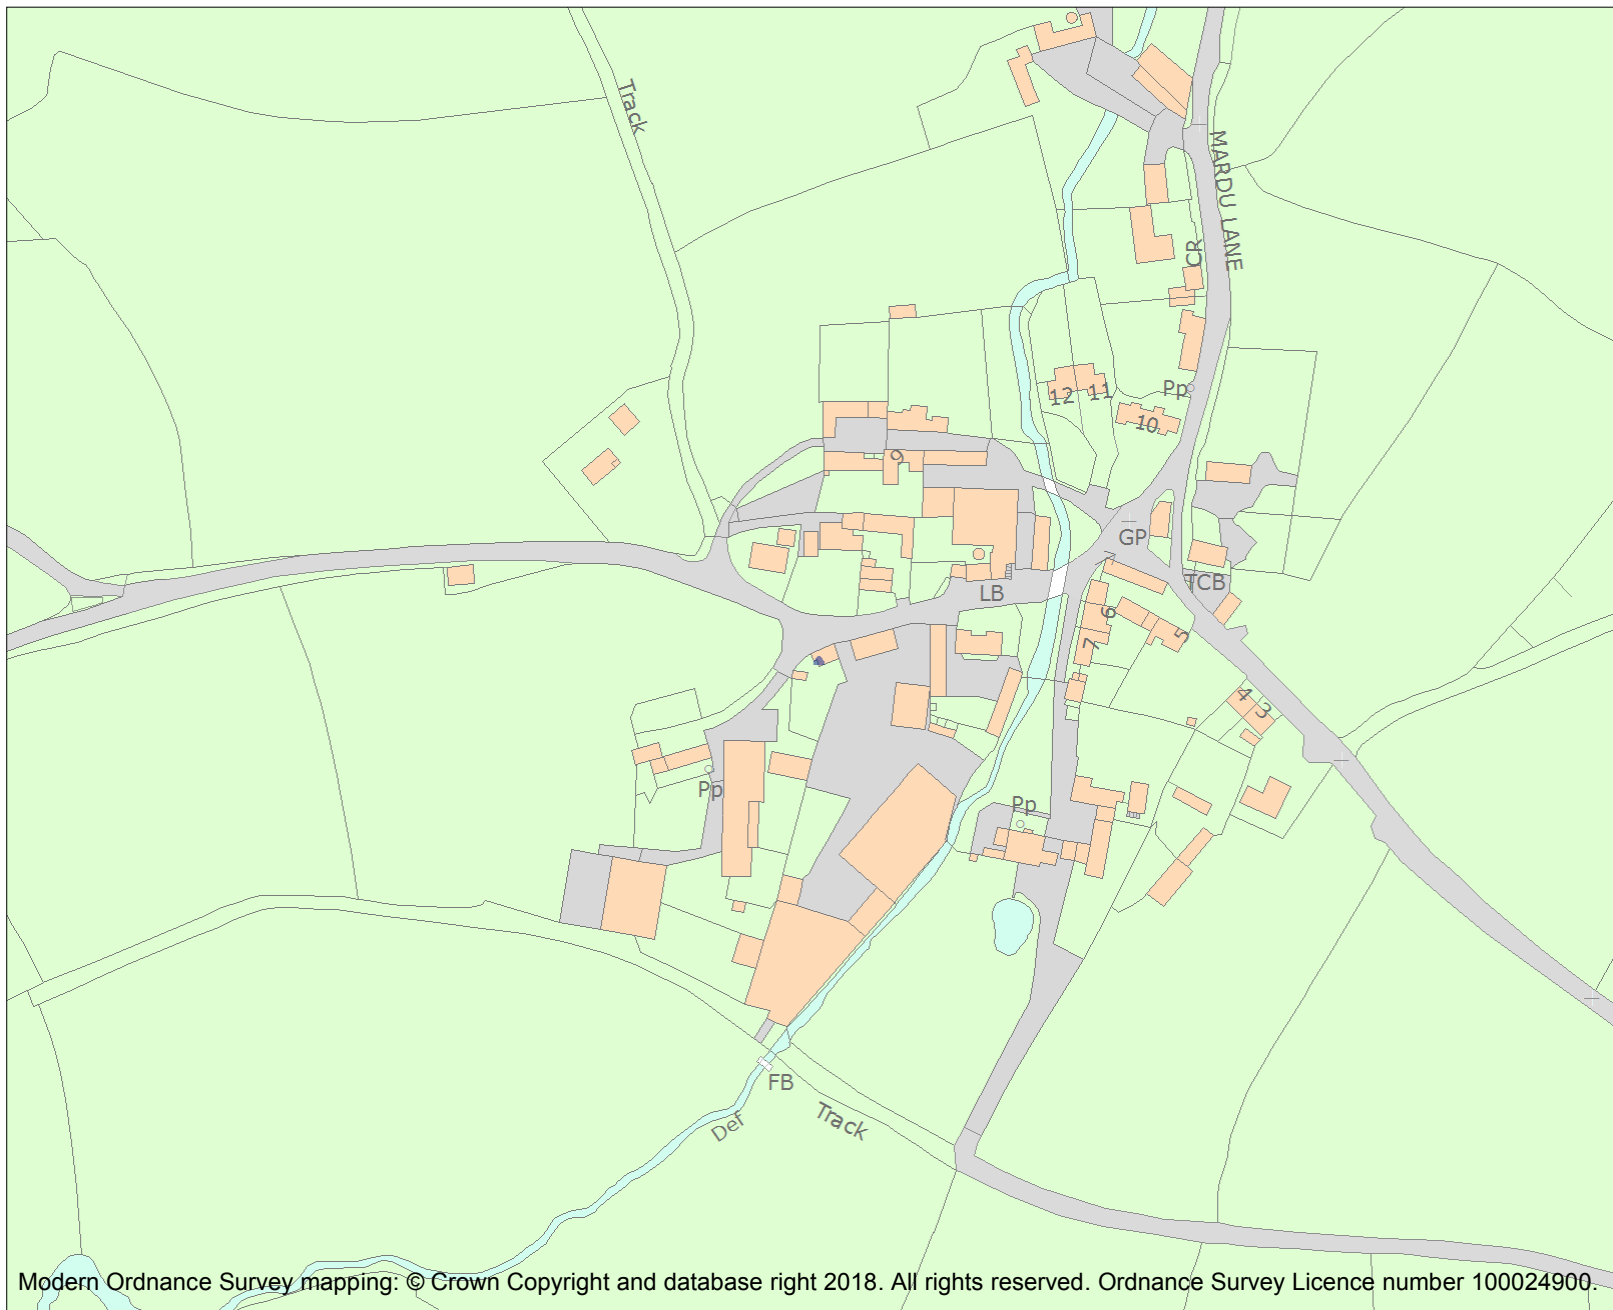 Track
MARDU LANE
CR
Pp
12
11
10
9
GP
LB
TCB
6
5
7
4
3
Pp
Pp
FB
Def
Track
Modern Ordnance Survey mapping: © Crown Copyright and database right 2018. All rights reserved. Ordnance Survey Licence number 100024900.